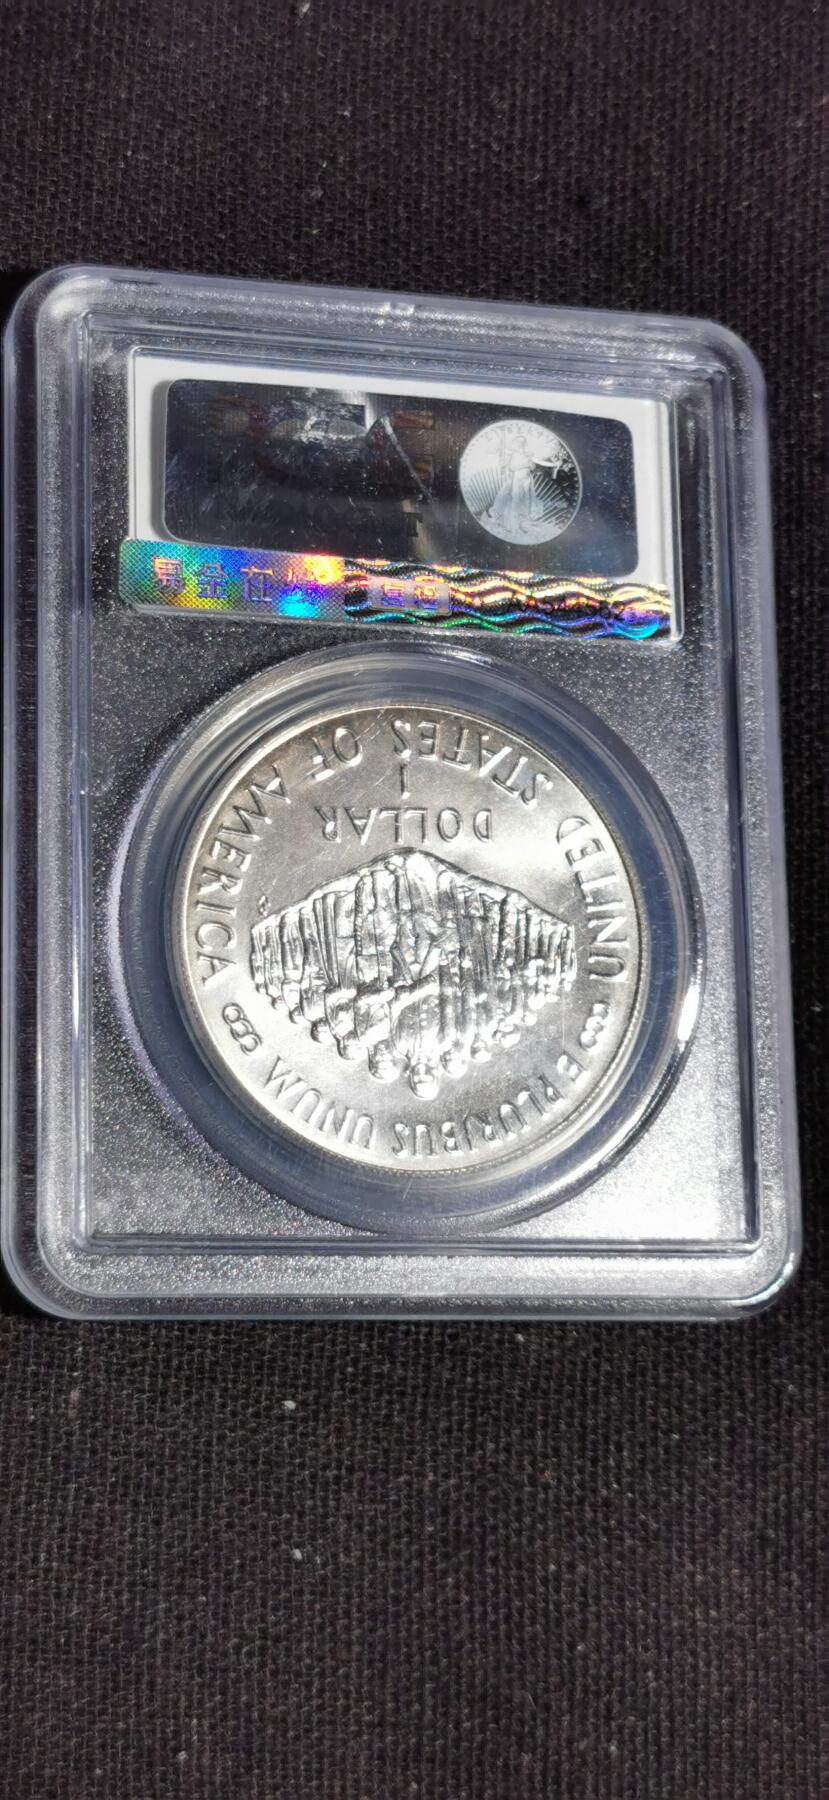 易金在线
UNITED STATES OF AMERICA
1
DOLLAR
E PLURIBUS UNUM